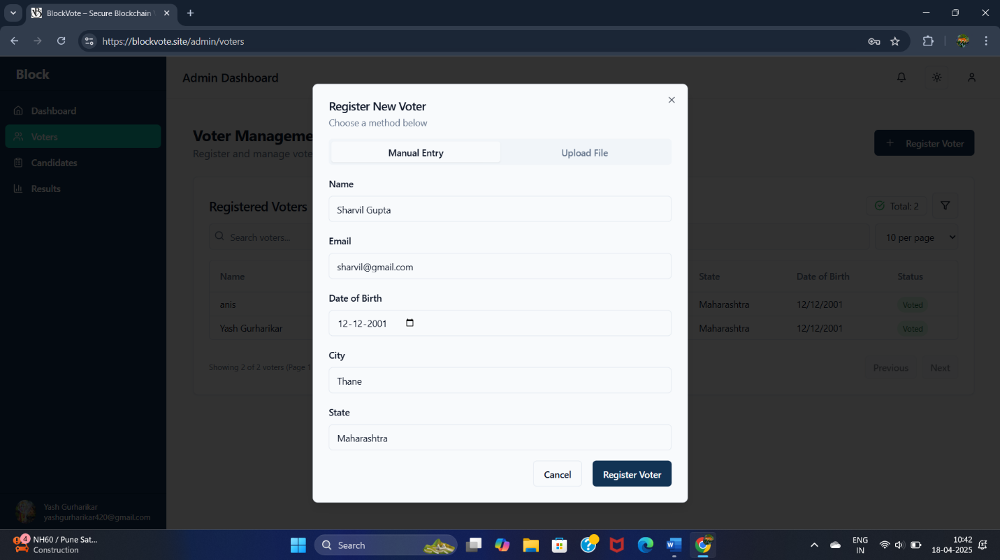 BlockVote – Secure Blockchain
https://blockvote.site/admin/voters
Block
Admin Dashboard
Dashboard
Voters
Candidates
Results
Voter Manageme
Register and manage vote
+ Register Voter
Registered Voters
Total: 2
Search voters...
10 per page
Name
State
Date of Birth
Status
anis
Maharashtra
12/12/2001
Voted
Yash Gurharikar
Maharashtra
12/12/2001
Voted
Showing 2 of 2 voters (Page 1
Previous
Next
Register New Voter
Choose a method below
Manual Entry
Upload File
Name
Sharvil Gupta
Email
sharvil@gmail.com
Date of Birth
12-12-2001
City
Thane
State
Maharashtra
Cancel
Register Voter
Yash Gurharikar
yashgurharikar420@gmail.com
4
NH60 / Pune Sat...
Construction
Search
ENG
IN
10:42
18-04-2025